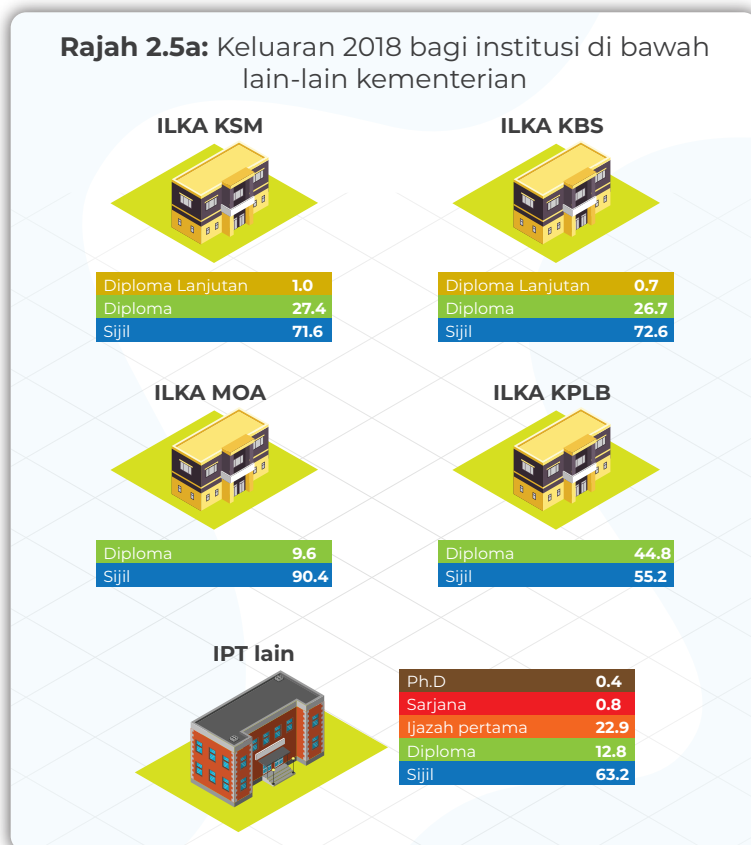 Rajah 2.5a: Keluaran 2018 bagi institusi di bawah
lain-lain kementerian
ILKA KSM
Diploma Lanjutan 1.0
Diploma 27.4
Sijil 71.6
ILKA KBS
Diploma Lanjutan 0.7
Diploma 26.7
Sijil 72.6
ILKA MOA
Diploma 9.6
Sijil 90.4
ILKA KPLB
Diploma 44.8
Sijil 55.2
IPT lain
Ph.D 0.4
Sarjana 0.8
Ijazah pertama 22.9
Diploma 12.8
Sijil 63.2